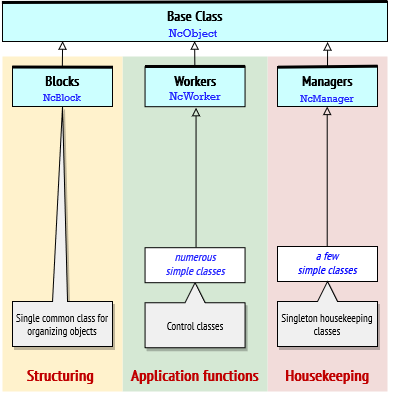 Base Class
NcObject
Blocks
NcBlock
Workers
NcWorker
Managers
NcManager
numerous
simple classes
a few
simple classes
Single common class for
organizing objects
Control classes
Singleton housekeeping
classes
Structuring
Application functions
Housekeeping